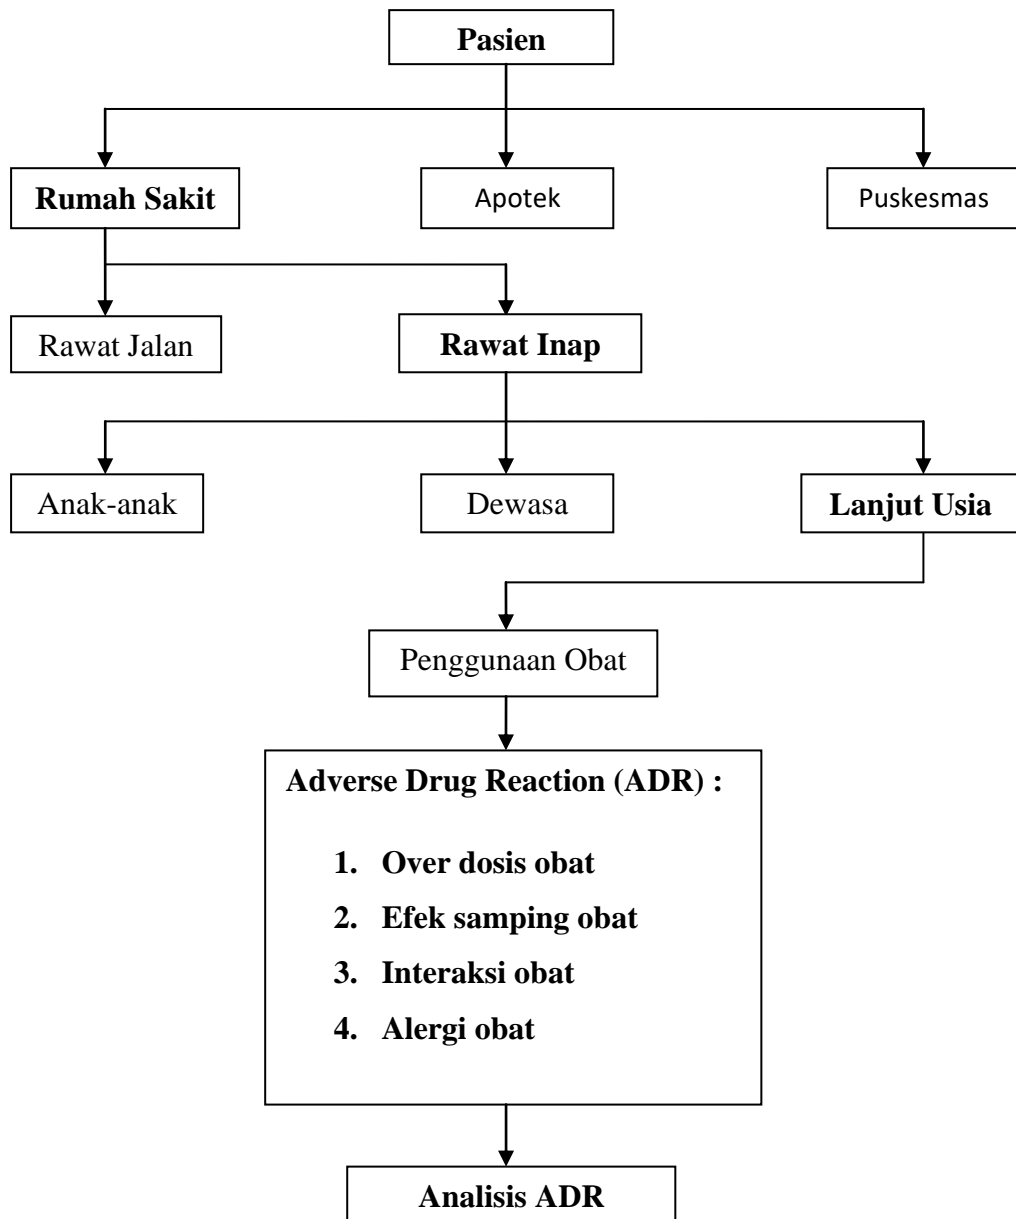 Pasien
Rumah Sakit
Apotek
Puskesmas
Rawat Jalan
Rawat Inap
Anak-anak
Dewasa
Lanjut Usia
Penggunaan Obat
Adverse Drug Reaction (ADR) :
1. Over dosis obat
2. Efek samping obat
3. Interaksi obat
4. Alergi obat
Analisis ADR